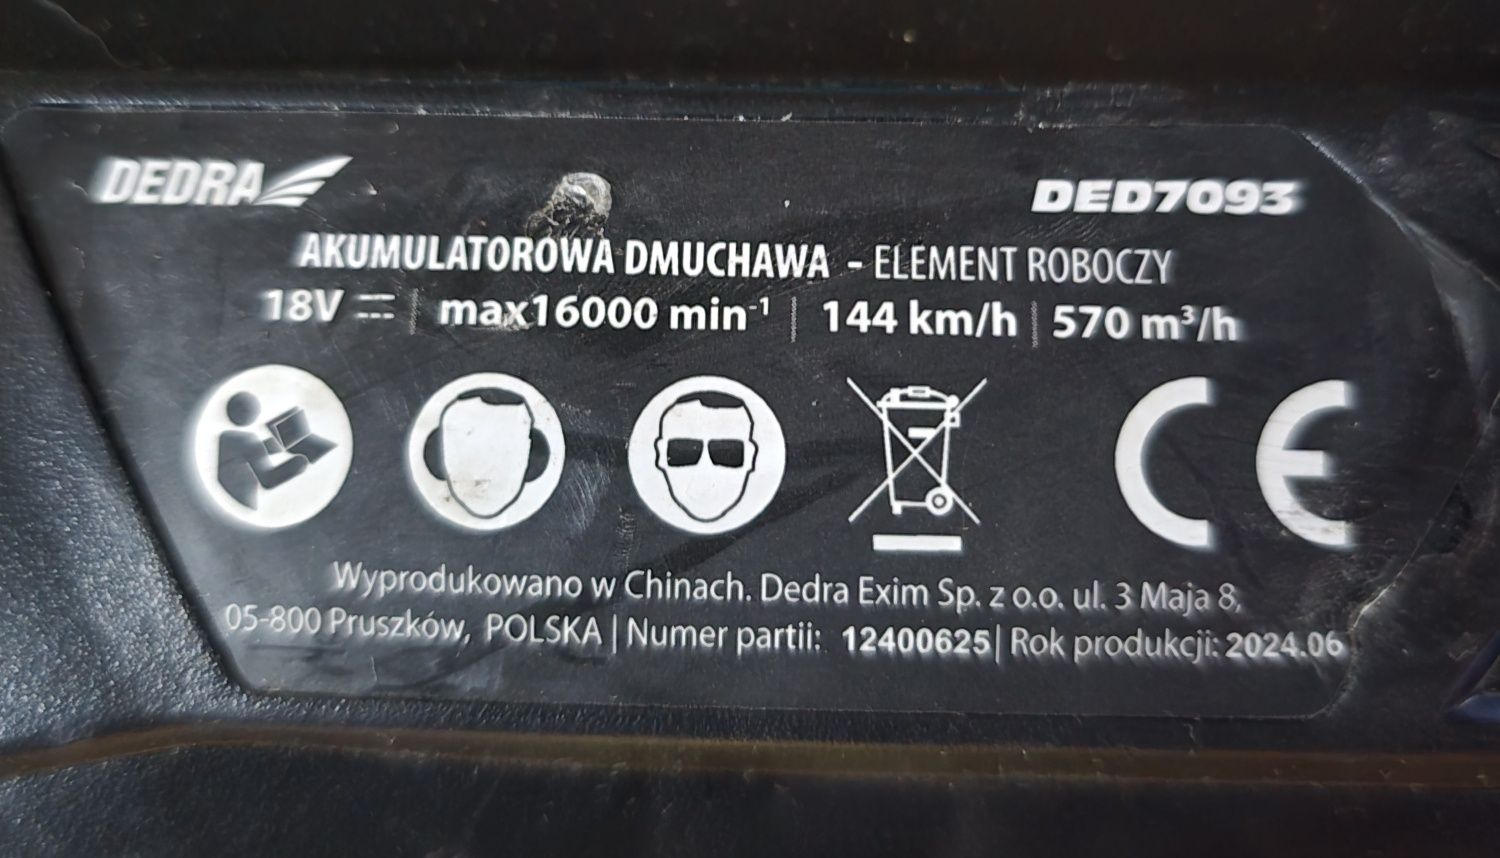 DEDRA DED7093
AKUMULATOROWA DMUCHAWA - ELEMENT ROBOCZY
18V ⎓ | max16000 min⁻¹ | 144 km/h | 570 m³/h
CE
Wyprodukowano w Chinach. Dedra Exim Sp. z o.o. ul. 3 Maja 8,
05-800 Pruszków, POLSKA | Numer partii: 12400625| Rok produkcji: 2024.06